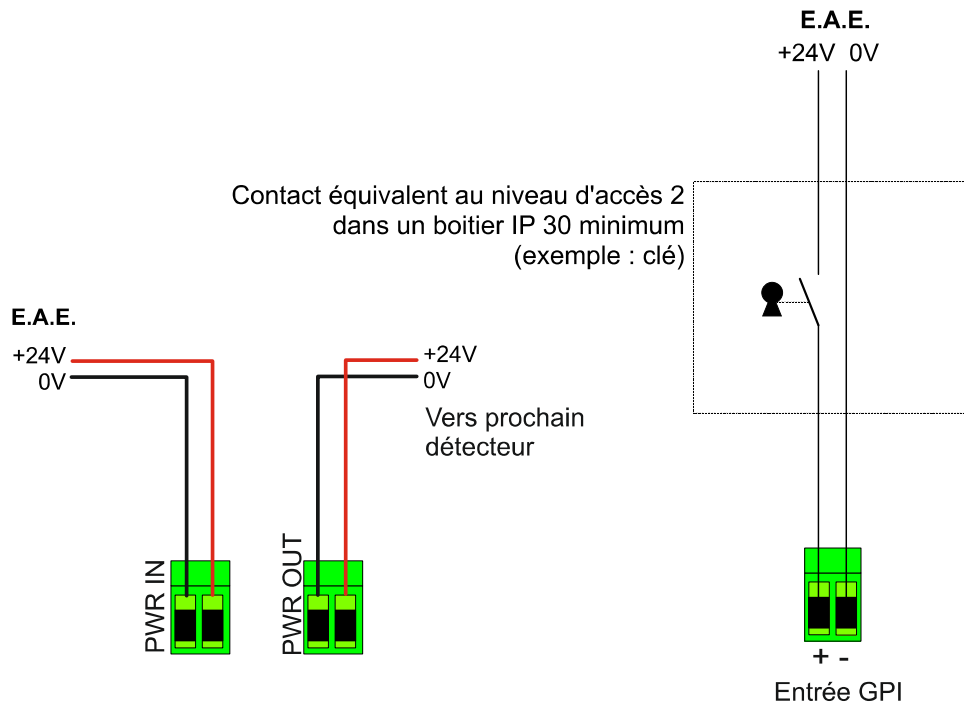 E.A.E.
+24V 0V
Contact équivalent au niveau d'accès 2
dans un boitier IP 30 minimum
(exemple : clé)
E.A.E.
+24V
0V
+24V
0V
Vers prochain
détecteur
PWR IN
PWR OUT
+ -
Entrée GPI